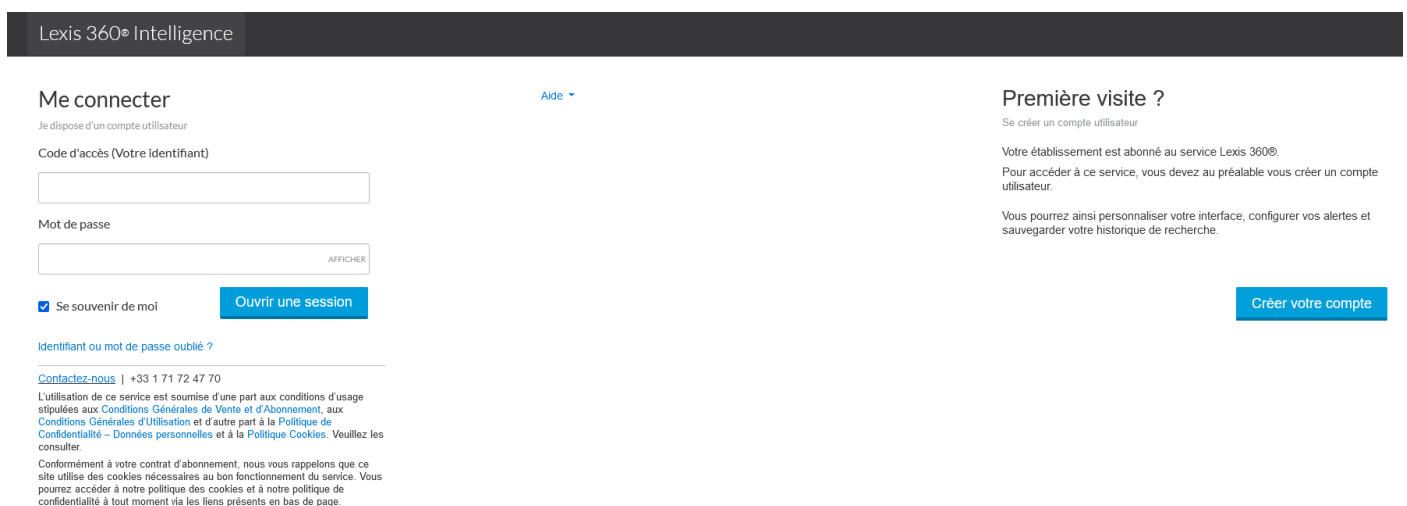 Lexis 360® Intelligence
Me connecter
Je dispose d'un compte utilisateur
Code d'accès (Votre identifiant)
Mot de passe
AFFICHER
Se souvenir de moi
Ouvrir une session
Identifiant ou mot de passe oublié ?
Contactez-nous | +33 1 71 72 47 70
L'utilisation de ce service est soumise d'une part aux conditions d'usage
stipulées aux Conditions Générales de Vente et d'Abonnement, aux
Conditions Générales d'Utilisation et d'autre part à la Politique de
Confidentialité – Données personnelles et à la Politique Cookies. Veuillez les
consulter.
Conformément à votre contrat d'abonnement, nous vous rappelons que ce
site utilise des cookies nécessaires au bon fonctionnement du service. Vous
pourrez accéder à notre politique des cookies et à notre politique de
confidentialité à tout moment via les liens présents en bas de page.
Aide
Première visite ?
Se créer un compte utilisateur
Votre établissement est abonné au service Lexis 360®.
Pour accéder à ce service, vous devez au préalable vous créer un compte
utilisateur.
Vous pourrez ainsi personnaliser votre interface, configurer vos alertes et
sauvegarder votre historique de recherche.
Créer votre compte